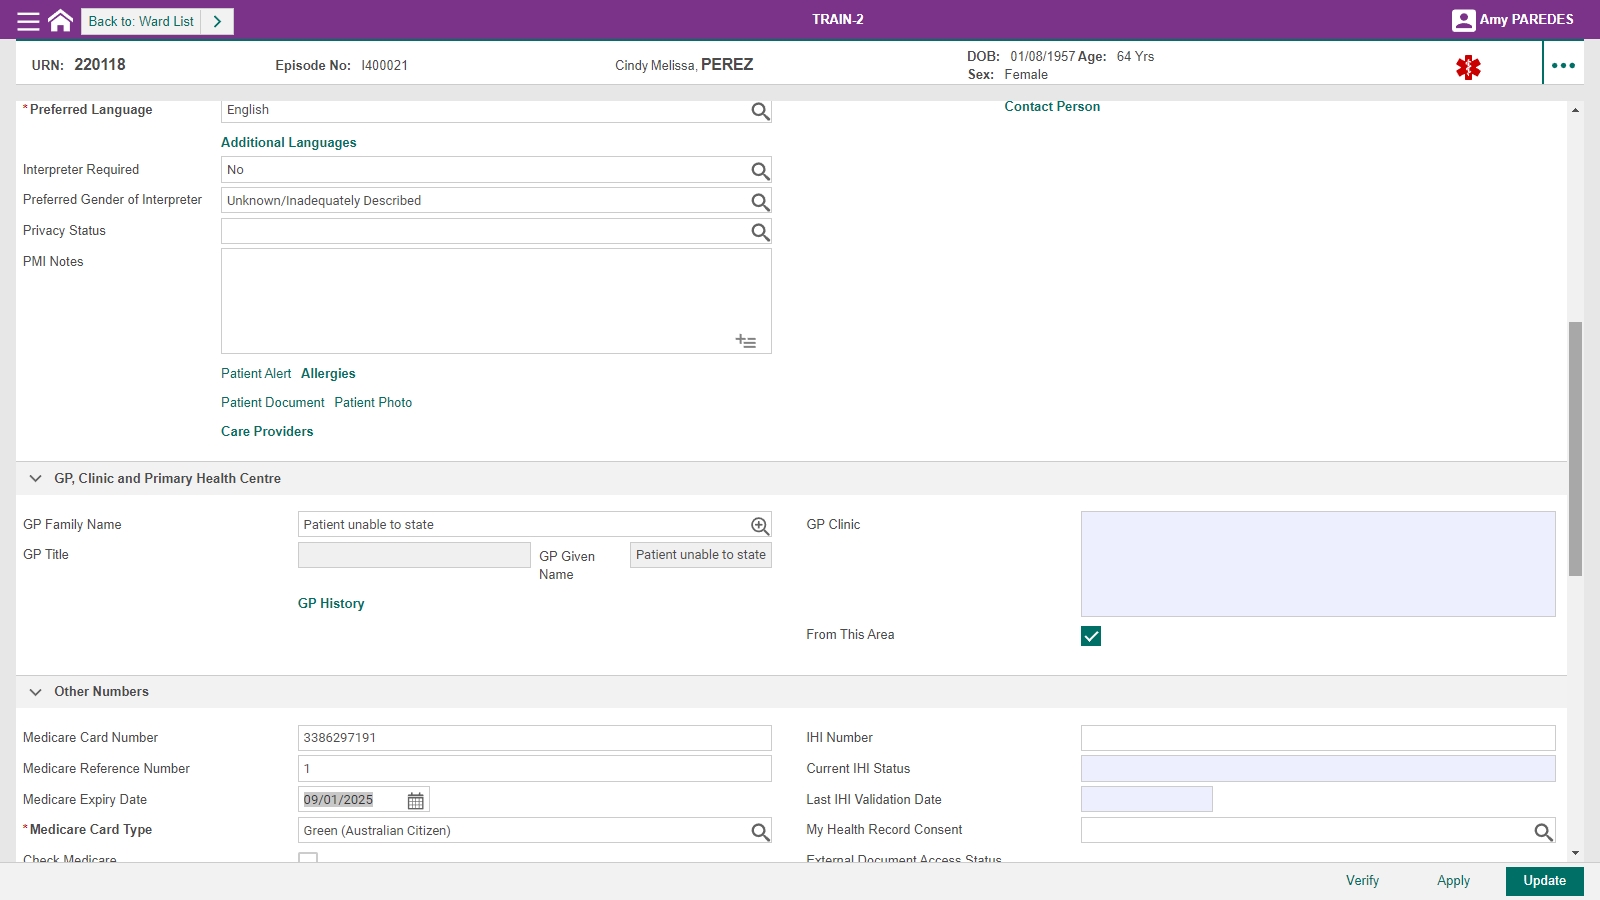 Back to: Ward List
TRAIN-2
Amy PAREDES
URN: 220118
Episode No: I400021
Cindy Melissa, PEREZ
DOB: 01/08/1957 Age: 64 Yrs
Sex: Female
* Preferred Language
English
Contact Person
Additional Languages
Interpreter Required
No
Preferred Gender of Interpreter
Unknown/Inadequately Described
Privacy Status
PMI Notes
Patient Alert Allergies
Patient Document Patient Photo
Care Providers
GP, Clinic and Primary Health Centre
GP Family Name
Patient unable to state
GP Clinic
GP Title
GP Given Name
Patient unable to state
GP History
From This Area
Other Numbers
Medicare Card Number
3386297191
IHI Number
Medicare Reference Number
1
Current IHI Status
Medicare Expiry Date
09/01/2025
Last IHI Validation Date
* Medicare Card Type
Green (Australian Citizen)
My Health Record Consent
Check Medicare
External Document Access Status
Verify
Apply
Update